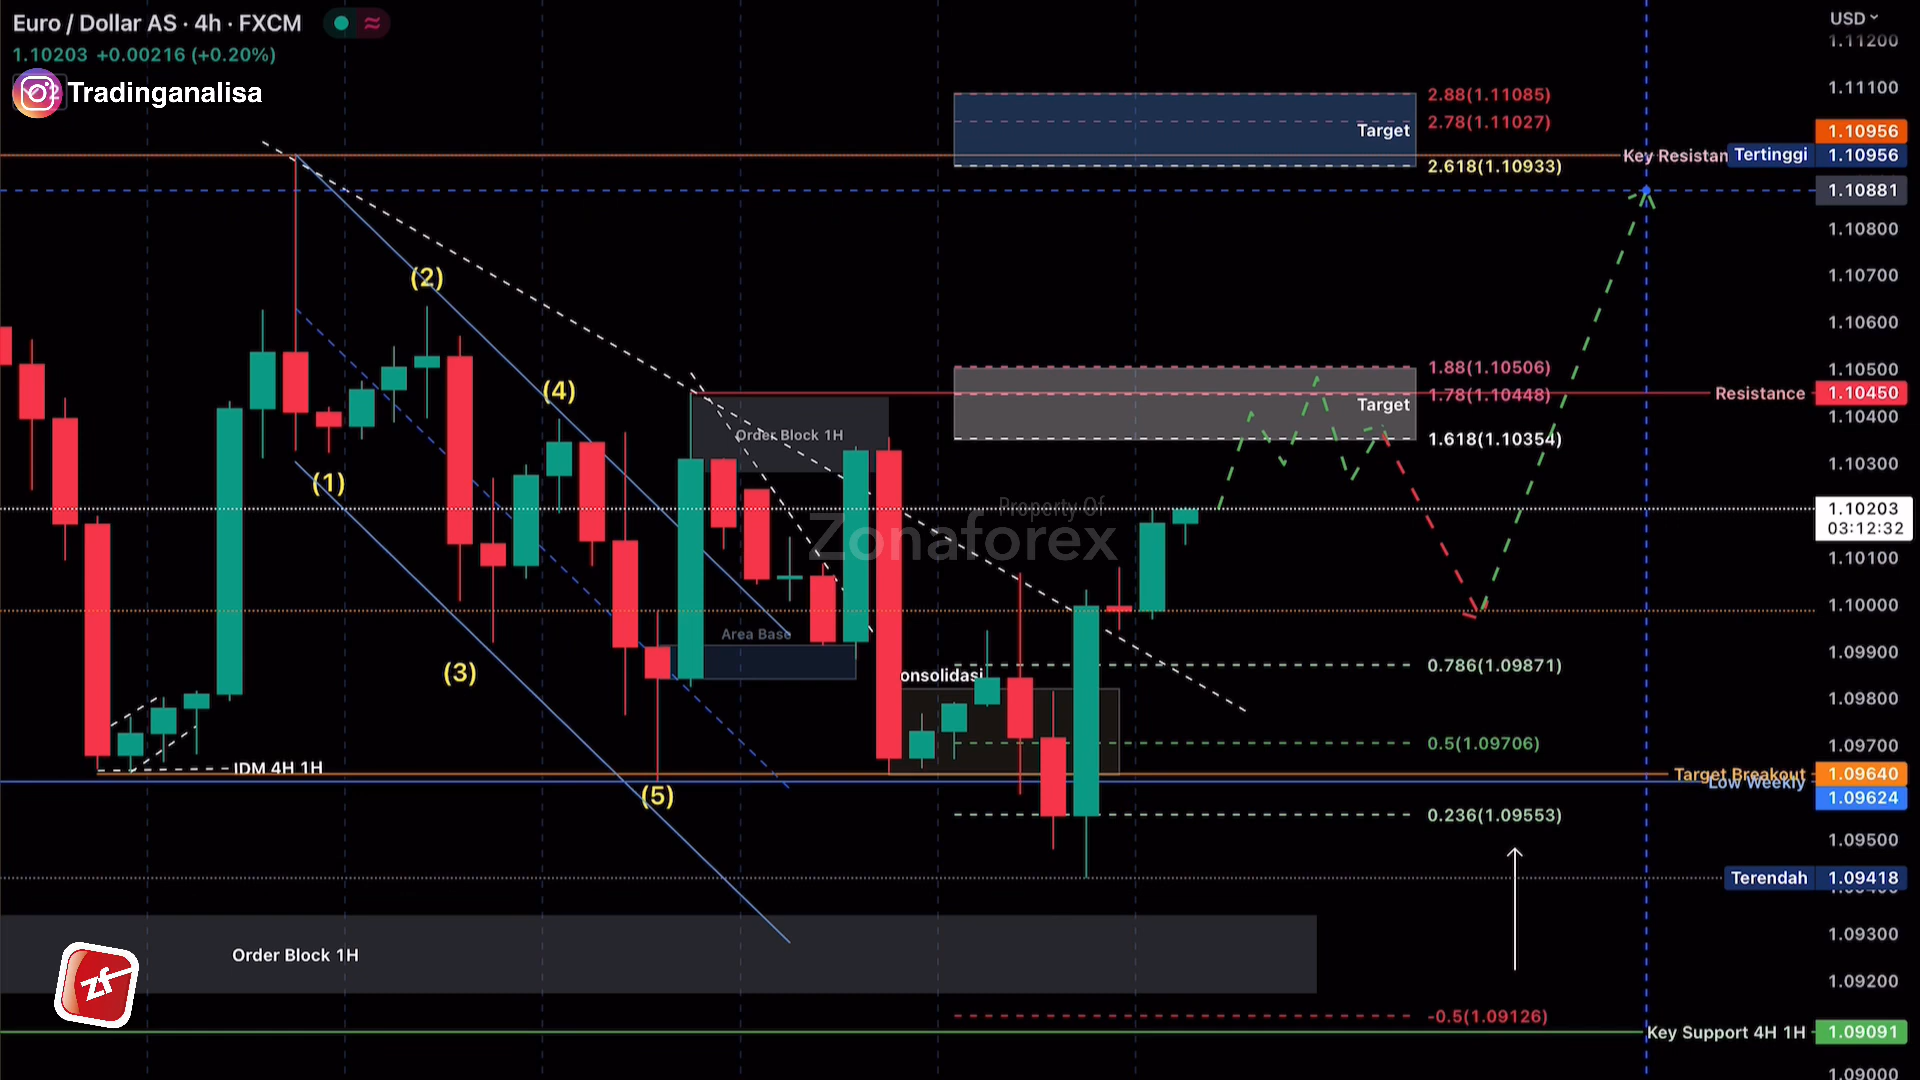 Euro / Dollar AS · 4h · FXCM
1.10203 +0.00216 (+0.20%)
Tradinganalisa
USD
1.11200
1.11100
2.88(1.11085)
2.78(1.11027)
Target
1.10956
Key Resistan
Tertinggi
1.10956
2.618(1.10933)
1.10881
1.10800
1.10700
(2)
1.10600
1.88(1.10506)
1.10500
(4)
1.78(1.10448)
Resistance
1.10450
Target
1.10400
Order Block 1H
1.618(1.10354)
1.10300
(1)
Property Of
Zonaforex
1.10203
03:12:32
1.10100
1.10000
Area Base
1.09900
0.786(1.09871)
(3)
onsolidasi
1.09800
0.5(1.09706)
1.09700
IDM 4H 1H
Target Breakout
1.09640
Low Weekly
1.09624
(5)
0.236(1.09553)
1.09500
Terendah
1.09418
1.09300
Order Block 1H
1.09200
zf
-0.5(1.09126)
Key Support 4H 1H
1.09091
1.09000